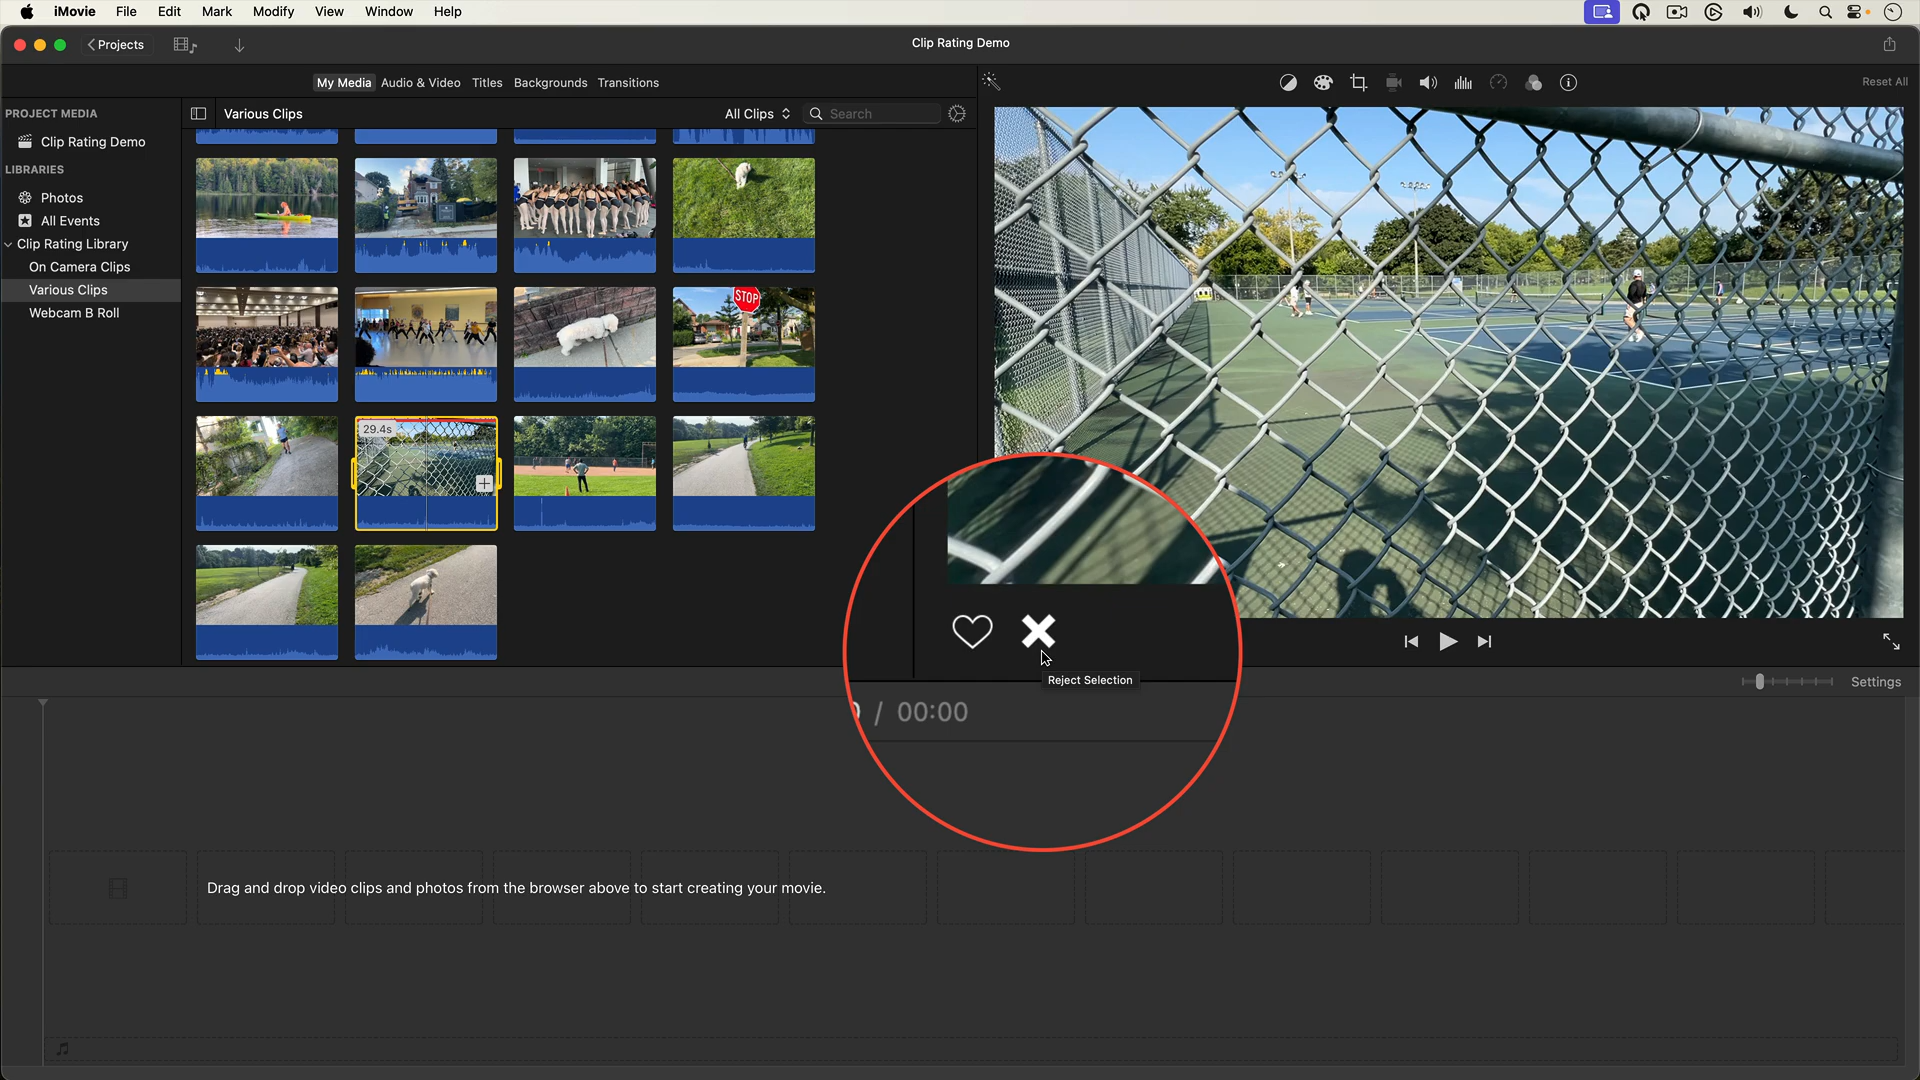 iMovie File Edit Mark Modify View Window Help
Projects
Clip Rating Demo
My Media Audio & Video Titles Backgrounds Transitions
Reset All
PROJECT MEDIA
Various Clips
All Clips
Search
Clip Rating Demo
LIBRARIES
Photos
All Events
Clip Rating Library
On Camera Clips
Various Clips
Webcam B Roll
STOP
29.4s
Reject Selection
/ 00:00
Settings
Drag and drop video clips and photos from the browser above to start creating your movie.